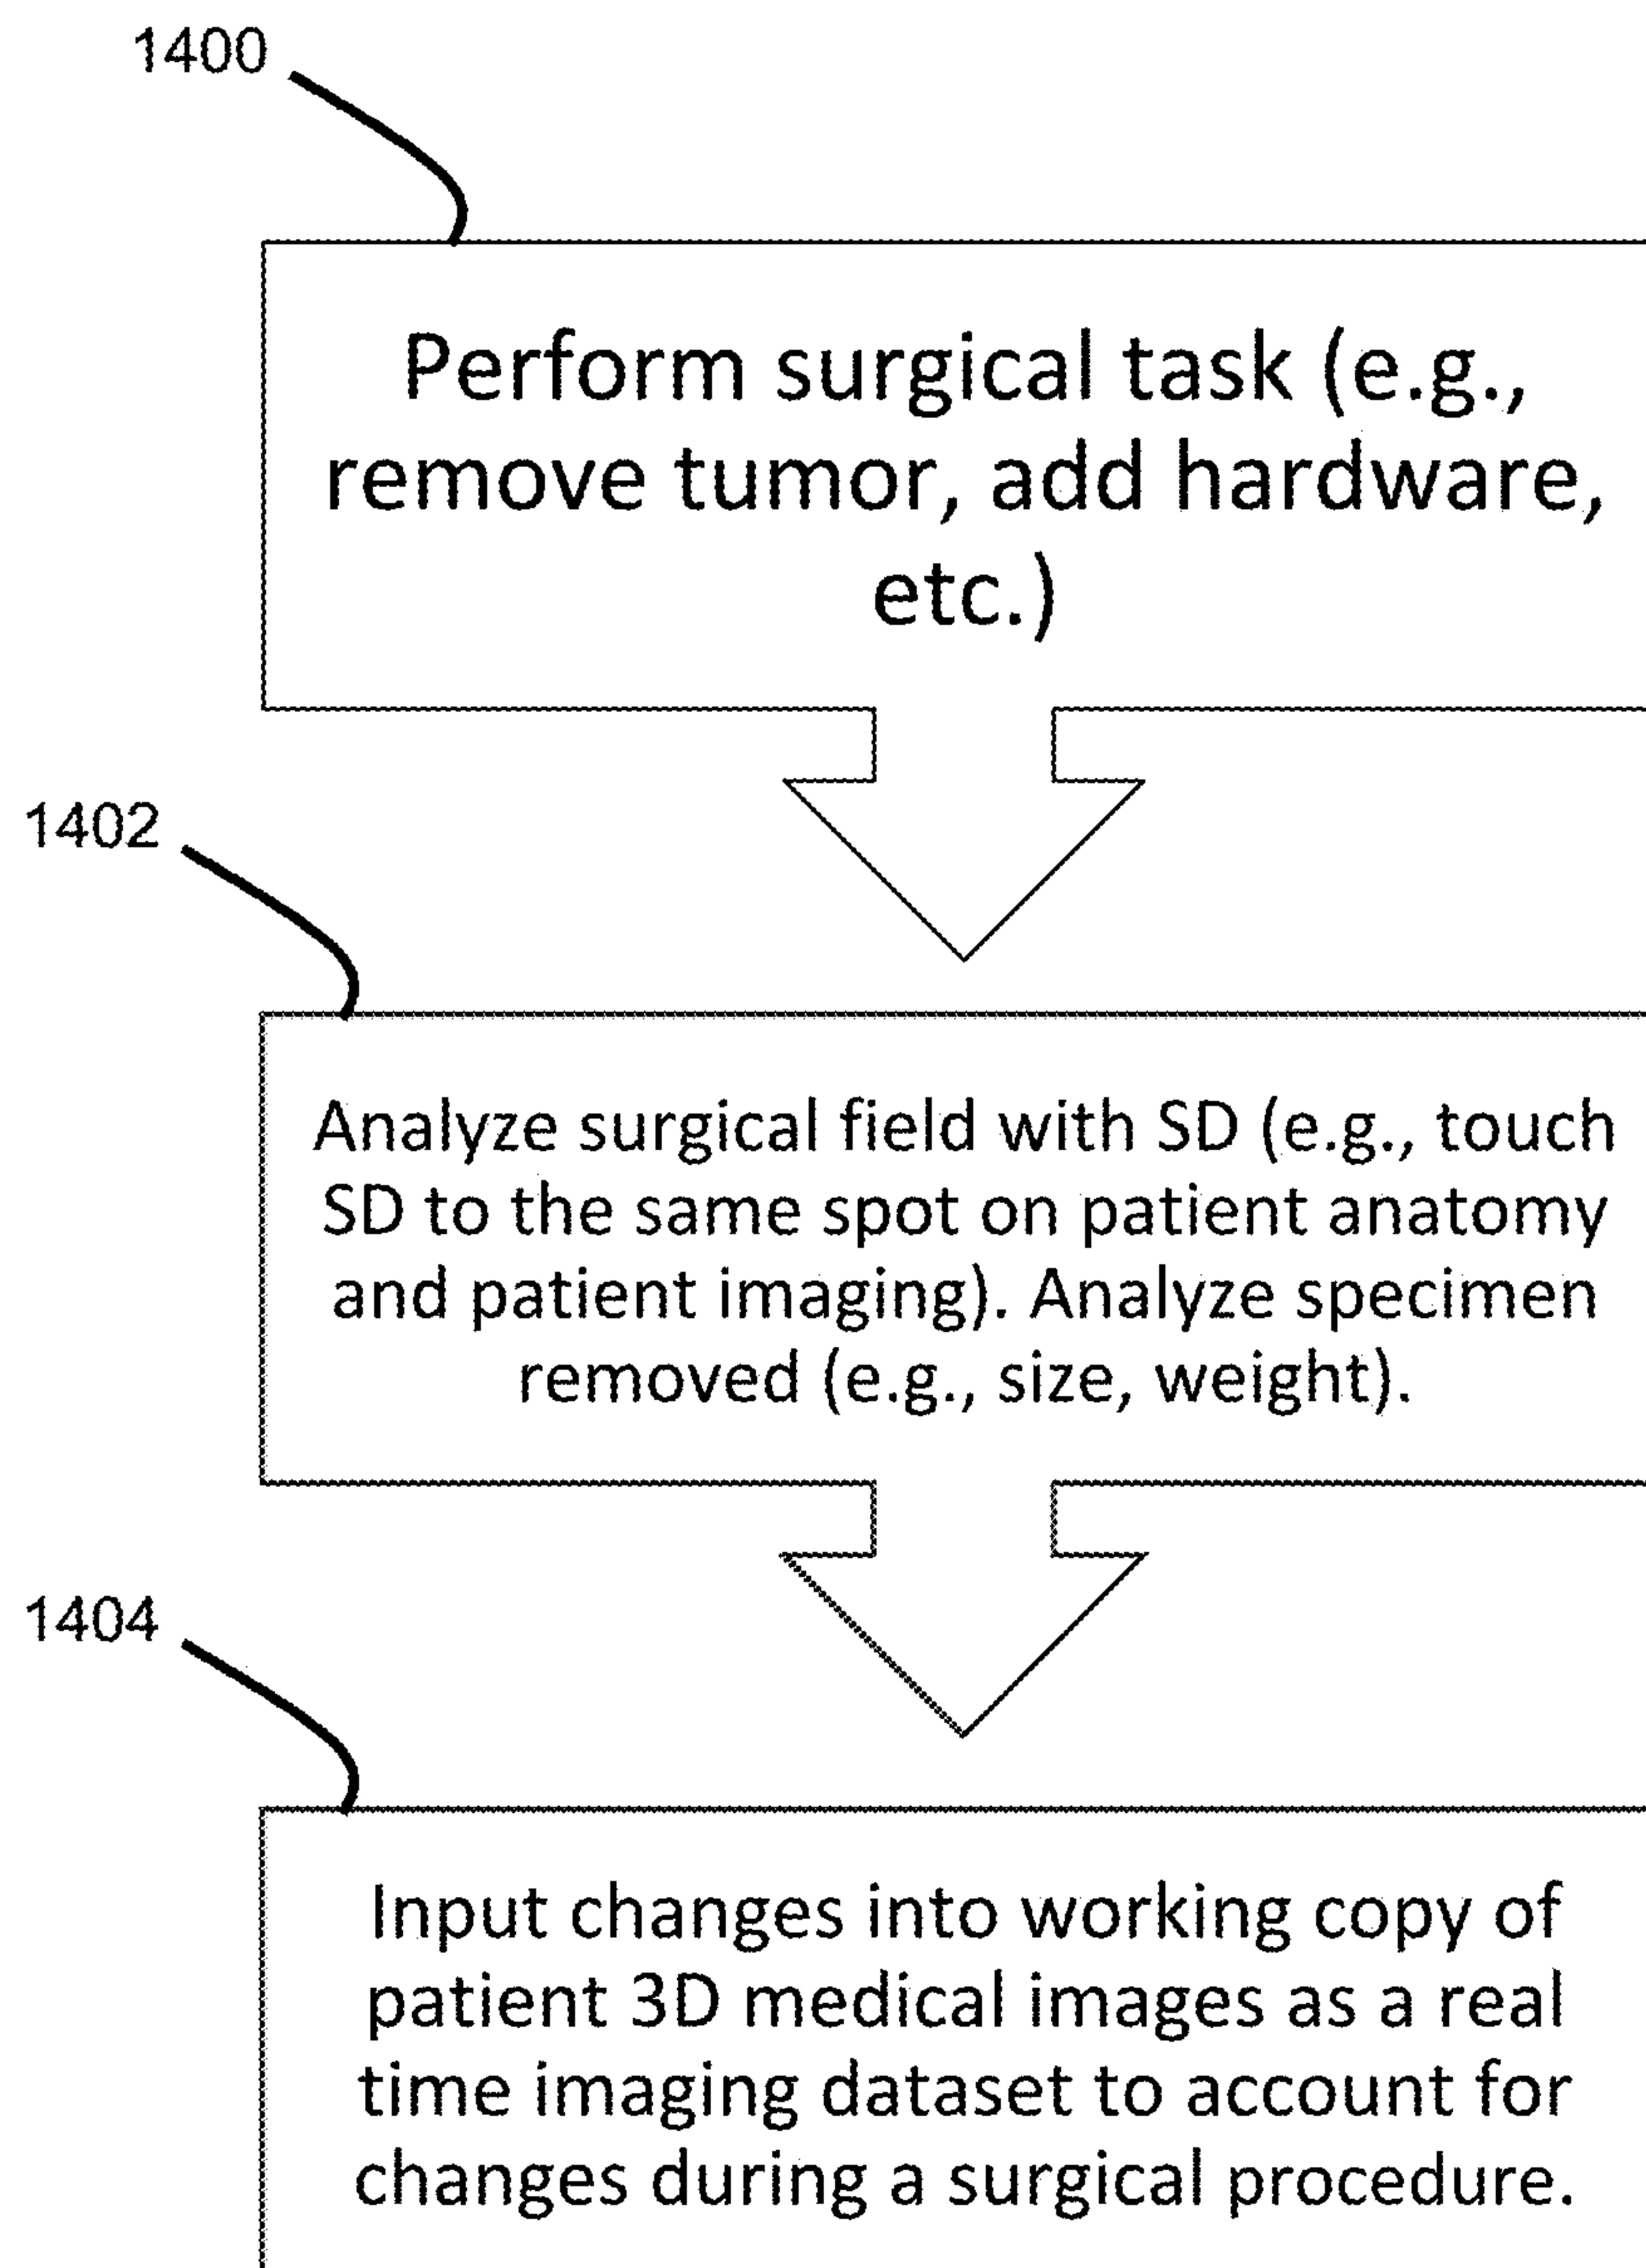 1400
Perform surgical task (e.g.,
remove tumor, add hardware,
etc.)
1402
Analyze surgical field with SD (e.g., touch
SD to the same spot on patient anatomy
and patient imaging). Analyze specimen
removed (e.g., size, weight).
1404
Input changes into working copy of
patient 3D medical images as a real
time imaging dataset to account for
changes during a surgical procedure.